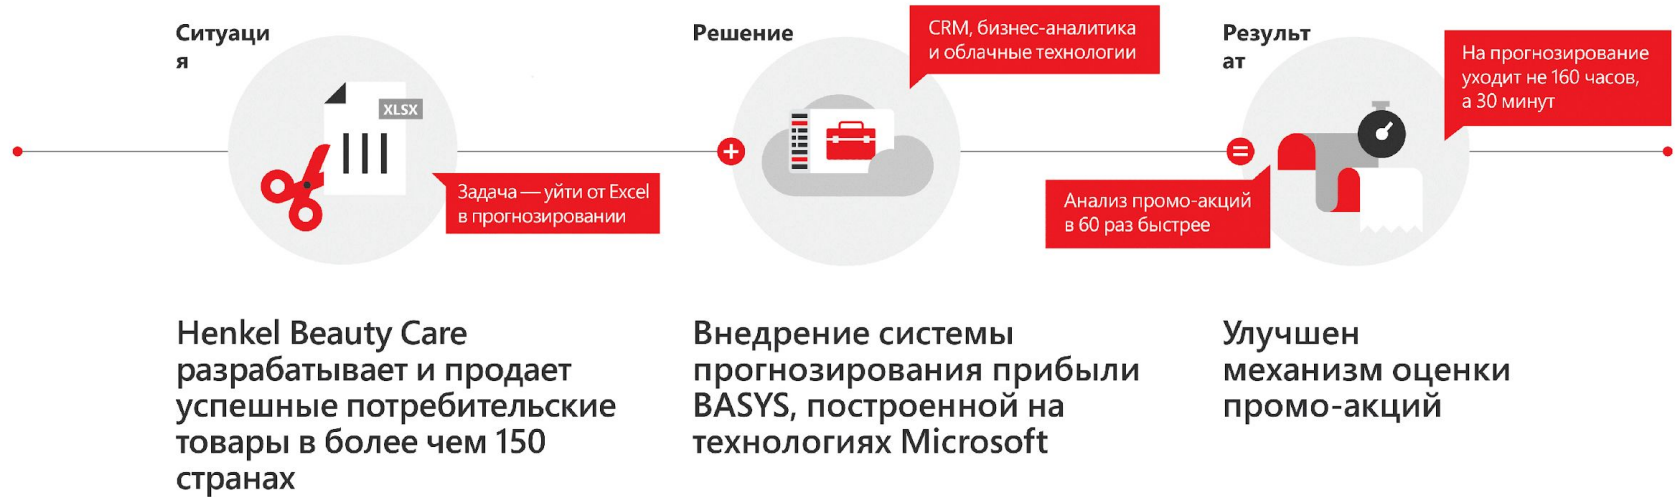 Ситуаци
я
XLSX
Задача — уйти от Excel
в прогнозировании
Henkel Beauty Care
разрабатывает и продает
успешные потребительские
товары в более чем 150
странах
Решение
CRM, бизнес-аналитика
и облачные технологии
Внедрение системы
прогнозирования прибыли
BASYS, построенной на
технологиях Microsoft
Результ
ат
На прогнозирование
уходит не 160 часов,
а 30 минут
Анализ промо-акций
в 60 раз быстрее
Улучшен
механизм оценки
промо-акций